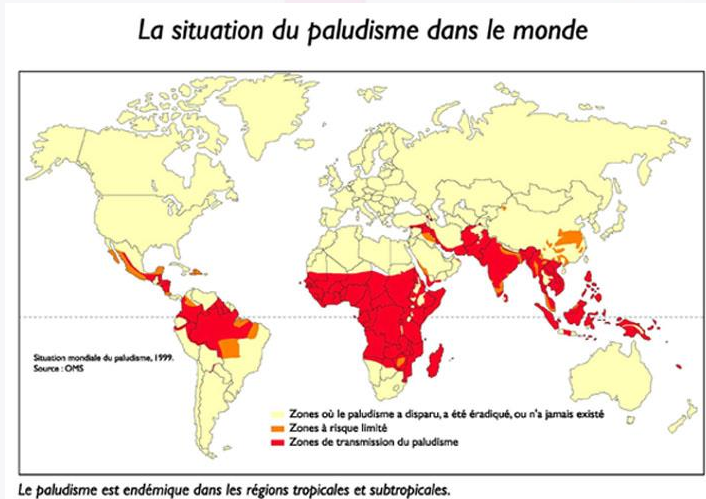 La situation du paludisme dans le monde
Situation mondiale du paludisme, 1999.
Source : OMS
Zones où le paludisme a disparu, a été éradiqué, ou n'a jamais existé
Zones à risque limité
Zones de transmission du paludisme
Le paludisme est endémique dans les régions tropicales et subtropicales.